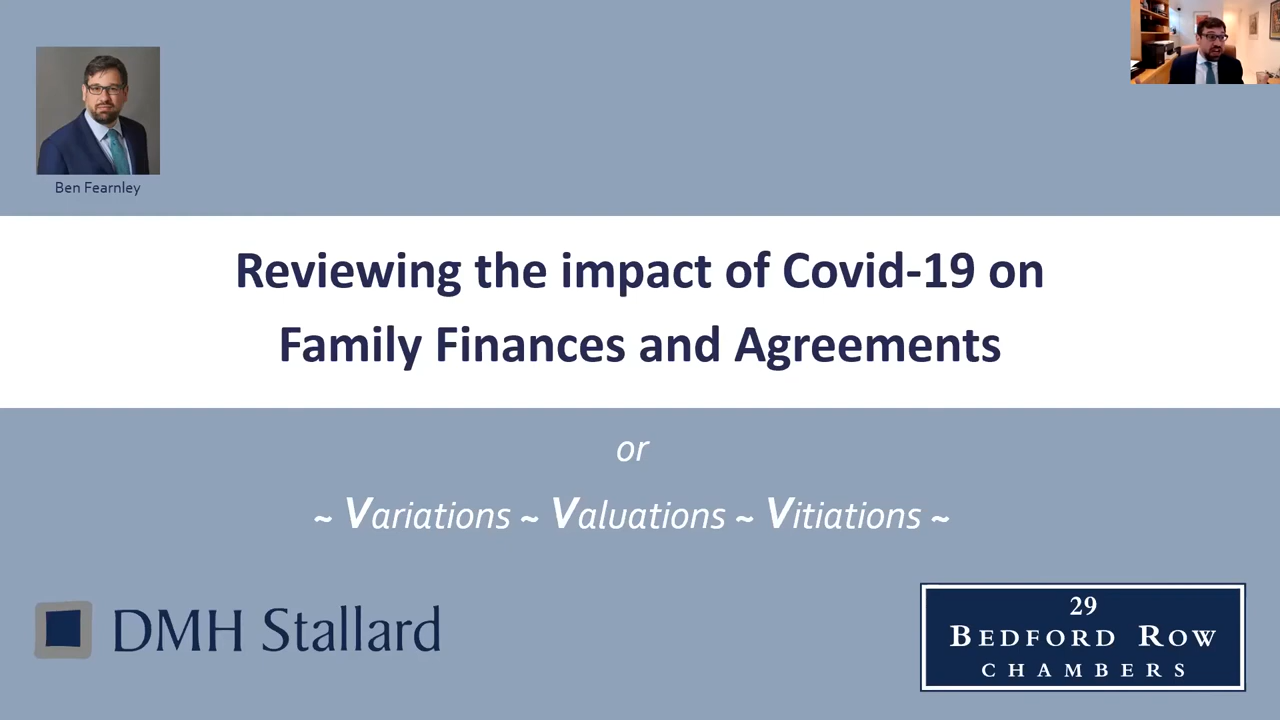 Ben Fearnley
Reviewing the impact of Covid-19 on
Family Finances and Agreements
or
~ Variations ~ Valuations ~ Vitiations ~
DMH Stallard
29
BEDFORD ROW
CHAMBERS